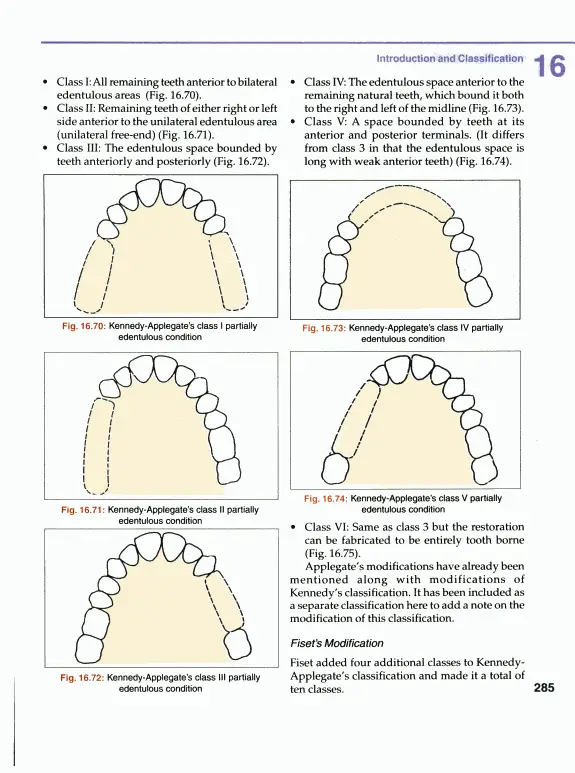 Introduction and Classification
16
• Class I: All remaining teeth anterior to bilateral
edentulous areas (Fig. 16.70).
• Class II: Remaining teeth of either right or left
side anterior to the unilateral edentulous area
(unilateral free-end) (Fig. 16.71).
• Class III: The edentulous space bounded by
teeth anteriorly and posteriorly (Fig. 16.72).
Fig. 16.70: Kennedy-Applegate's class I partially
edentulous condition
Fig. 16.71: Kennedy-Applegate's class II partially
edentulous condition
Fig. 16.72: Kennedy-Applegate's class III partially
edentulous condition
• Class IV: The edentulous space anterior to the
remaining natural teeth, which bound it both
to the right and left of the midline (Fig. 16.73).
• Class V: A space bounded by teeth at its
anterior and posterior terminals. (It differs
from class 3 in that the edentulous space is
long with weak anterior teeth) (Fig. 16.74).
Fig. 16.73: Kennedy-Applegate's class IV partially
edentulous condition
Fig. 16.74: Kennedy-Applegate's class V partially
edentulous condition
• Class VI: Same as class 3 but the restoration
can be fabricated to be entirely tooth borne
(Fig. 16.75).
Applegate's modifications have already been
mentioned along with modifications of
Kennedy's classification. It has been included as
a separate classification here to add a note on the
modification of this classification.
Fiset's Modification
Fiset added four additional classes to Kennedy-
Applegate's classification and made it a total of
ten classes.
285